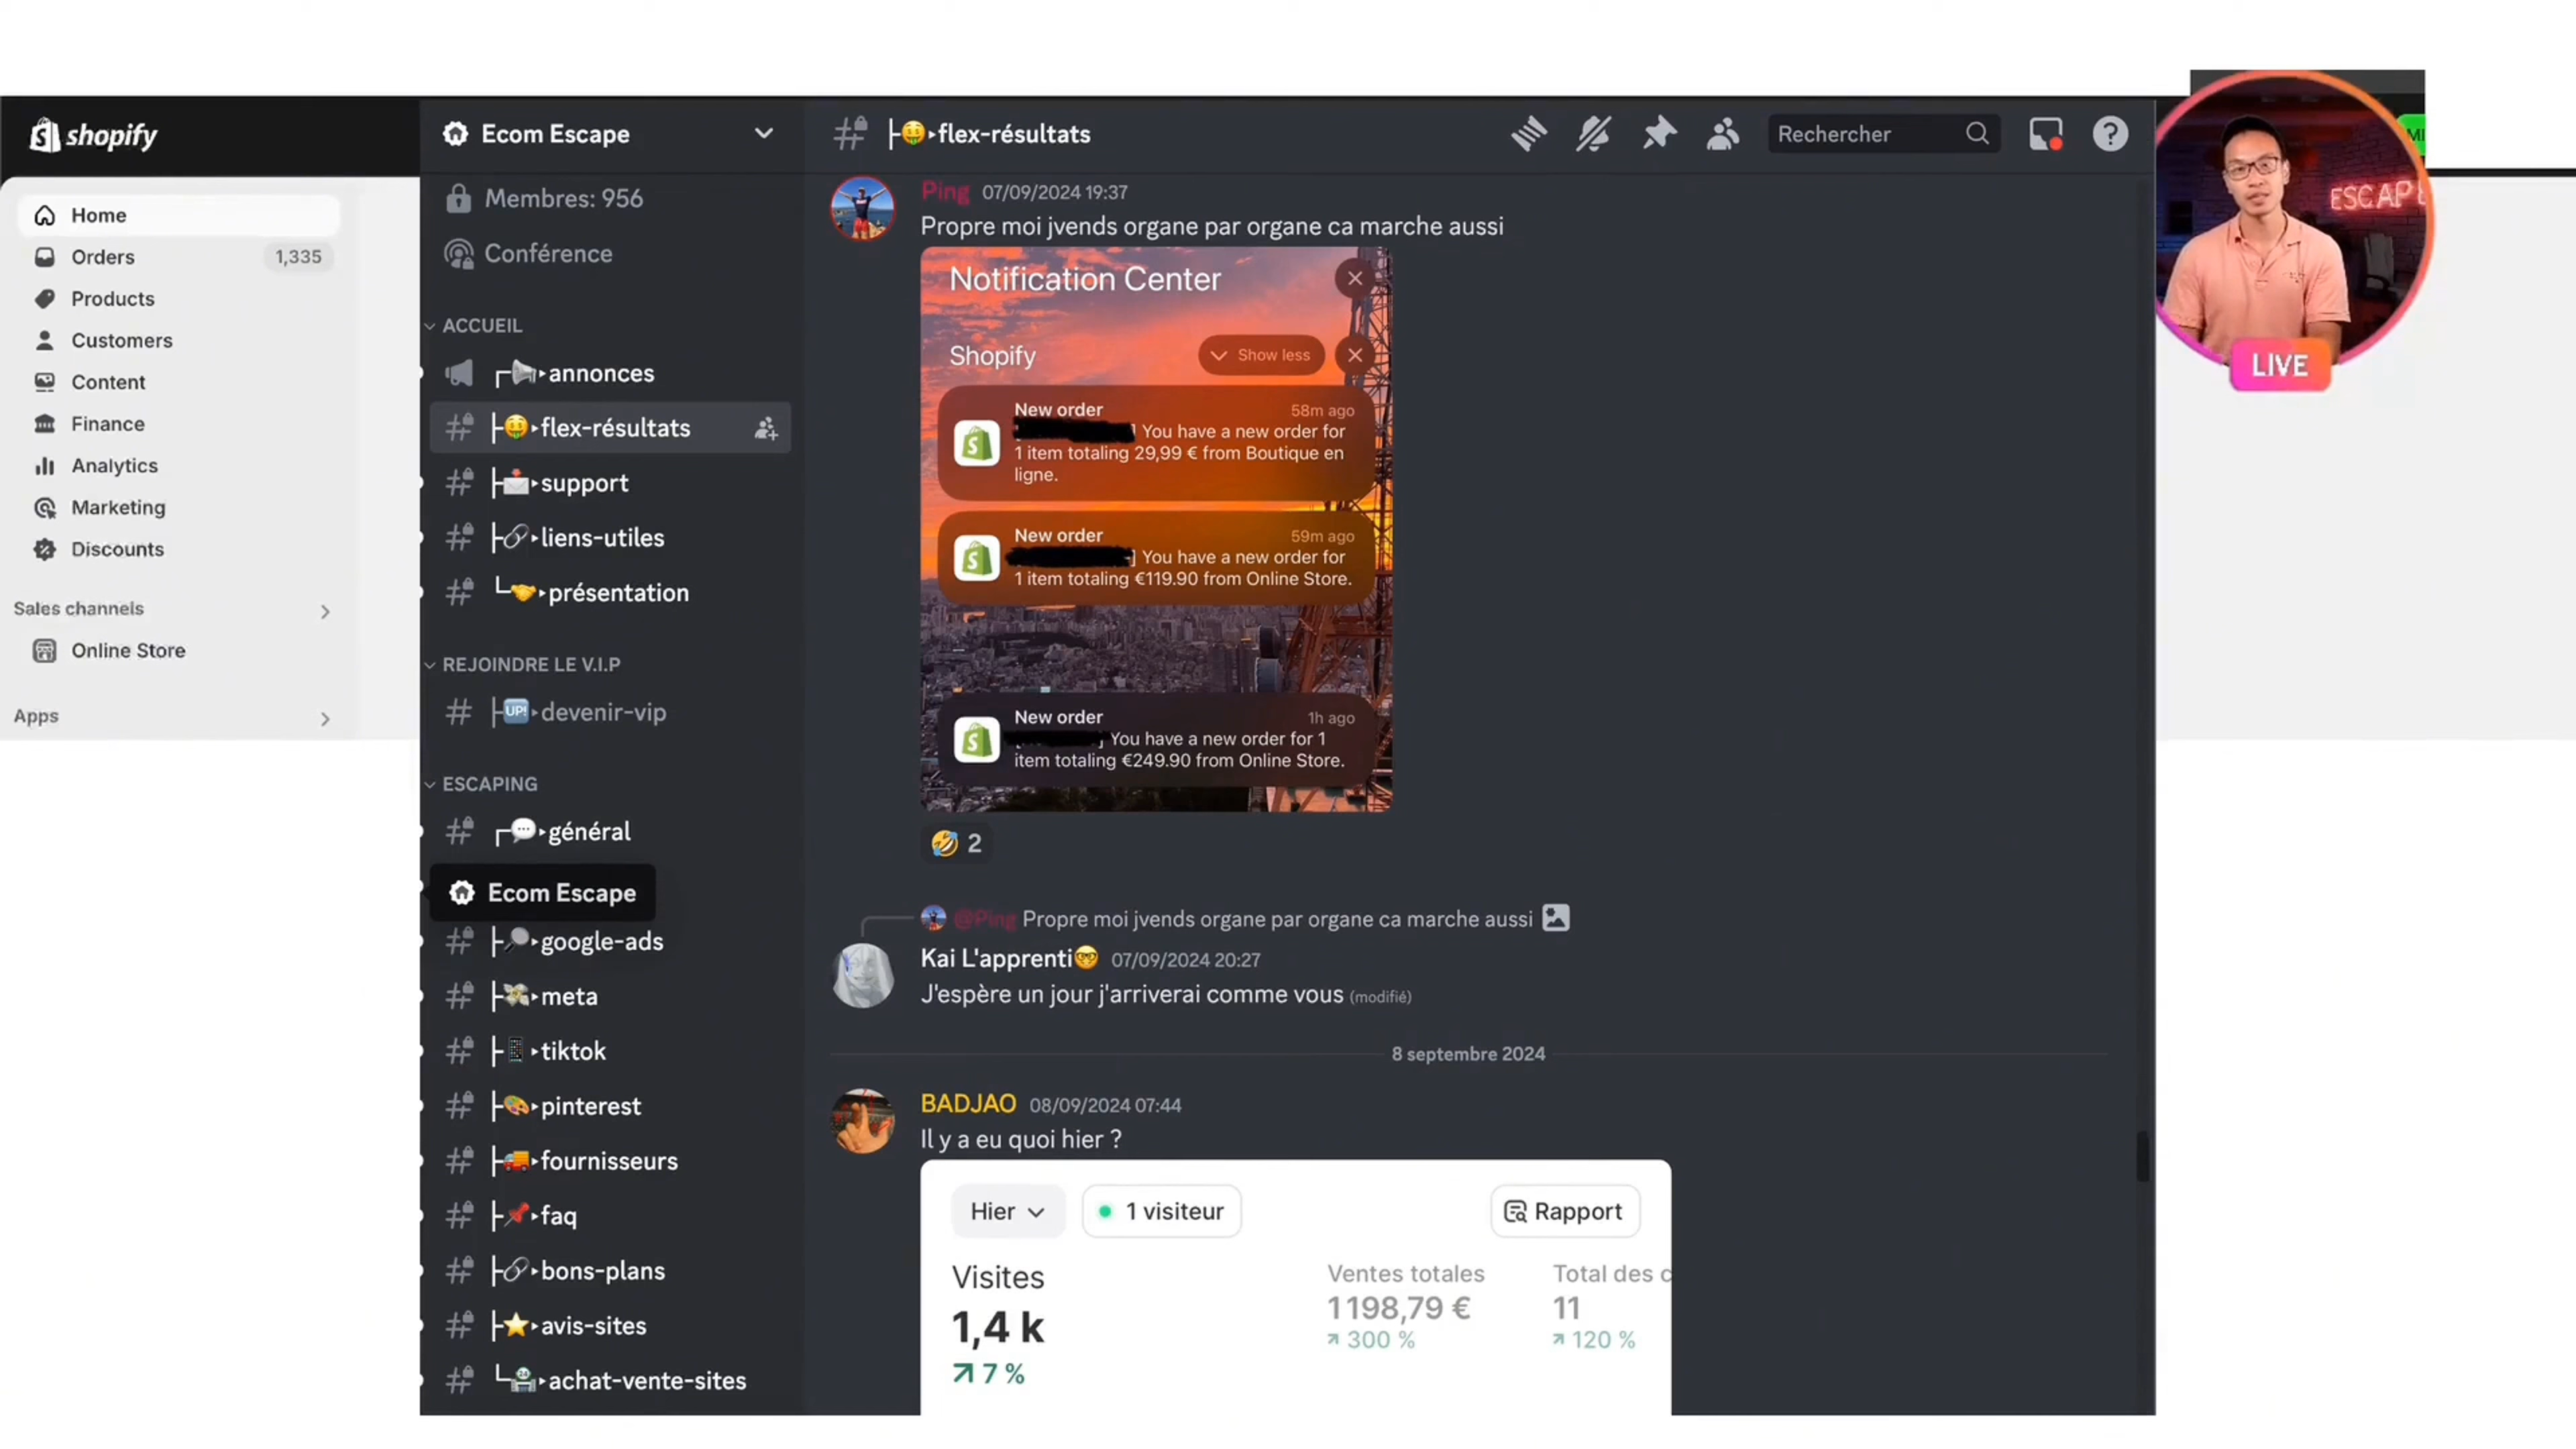 shopify
Home
Orders 1,335
Products
Customers
Content
Finance
Analytics
Marketing
Discounts
Sales channels
Online Store
Apps
Ecom Escape
Membres: 956
Conférence
ACCUEIL
annonces
flex-résultats
support
liens-utiles
présentation
REJOINDRE LE V.I.P
UP! devenir-vip
ESCAPING
général
Ecom Escape
google-ads
meta
tiktok
pinterest
fournisseurs
faq
bons-plans
avis-sites
achat-vente-sites
flex-résultats
Rechercher
Ping 07/09/2024 19:37
Propre moi jvends organe par organe ca marche aussi
Notification Center
Shopify Show less
New order 58m ago
] You have a new order for
1 item totaling 29,99 € from Boutique en
ligne.
New order 59m ago
] You have a new order for
1 item totaling €119.90 from Online Store.
New order 1h ago
] You have a new order for 1
item totaling €249.90 from Online Store.
2
@Ping Propre moi jvends organe par organe ca marche aussi
Kai L'apprenti 07/09/2024 20:27
J'espère un jour j'arriverai comme vous (modifié)
8 septembre 2024
BADJAO 08/09/2024 07:44
Il y a eu quoi hier ?
Hier 1 visiteur Rapport
Visites Ventes totales Total des c
1,4 k 1 198,79 € 11
7 % 300 % 120 %
ESCAPE
LIVE